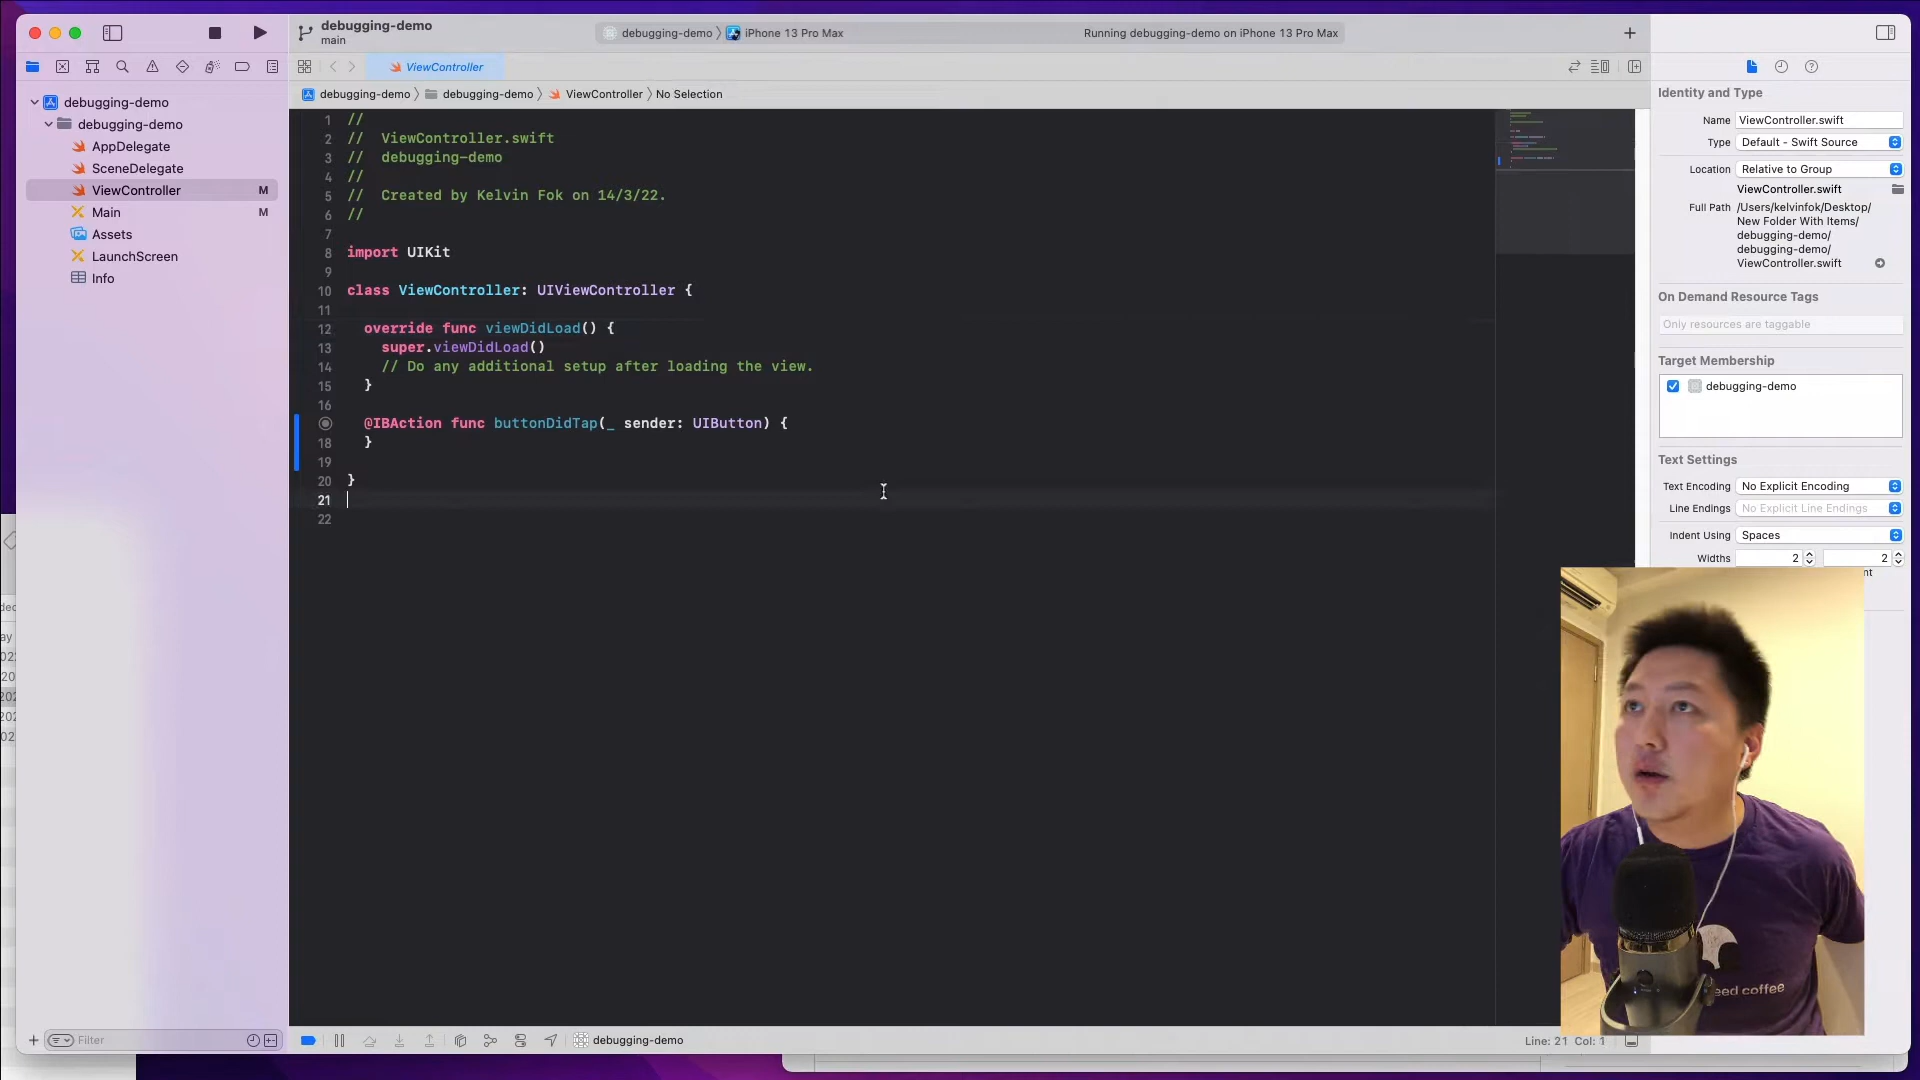 debugging-demo
main
debugging-demo
iPhone 13 Pro Max
Running debugging-demo on iPhone 13 Pro Max
ViewController
debugging-demo
debugging-demo
ViewController
No Selection
debugging-demo
debugging-demo
AppDelegate
SceneDelegate
ViewController M
Main M
Assets
LaunchScreen
Info
1 //
2 // ViewController.swift
3 // debugging-demo
4 //
5 // Created by Kelvin Fok on 14/3/22.
6 //
7
8 import UIKit
9
10 class ViewController: UIViewController {
11
12 override func viewDidLoad() {
13 super.viewDidLoad()
14 // Do any additional setup after loading the view.
15 }
16
@IBAction func buttonDidTap(_ sender: UIButton) {
18 }
19
20 }
21
22
Identity and Type
Name ViewController.swift
Type Default - Swift Source
Location Relative to Group
ViewController.swift
Full Path /Users/kelvinfok/Desktop/
New Folder With Items/
debugging-demo/
debugging-demo/
ViewController.swift
On Demand Resource Tags
Only resources are taggable
Target Membership
debugging-demo
Text Settings
Text Encoding No Explicit Encoding
Line Endings No Explicit Line Endings
Indent Using Spaces
Widths 2 2
coffee
Filter
debugging-demo
Line: 21 Col: 1